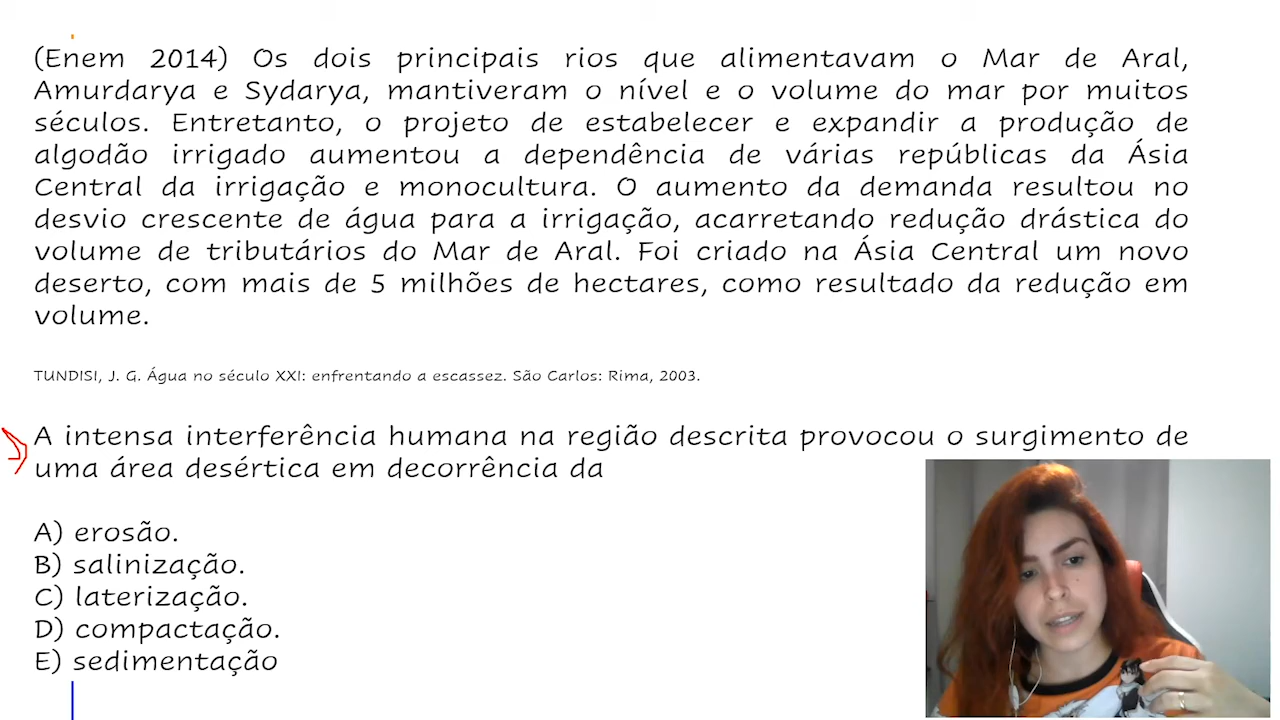 (Enem 2014) Os dois principais rios que alimentavam o Mar de Aral,
Amurdarya e Sydarya, mantiveram o nível e o volume do mar por muitos
séculos. Entretanto, o projeto de estabelecer e expandir a produção de
algodão irrigado aumentou a dependência de várias repúblicas da Ásia
Central da irrigação e monocultura. O aumento da demanda resultou no
desvio crescente de água para a irrigação, acarretando redução drástica do
volume de tributários do Mar de Aral. Foi criado na Ásia Central um novo
deserto, com mais de 5 milhões de hectares, como resultado da redução em
volume.
TUNDISI, J. G. Água no século XXI: enfrentando a escassez. São Carlos: Rima, 2003.
A intensa interferência humana na região descrita provocou o surgimento de
uma área desértica em decorrência da
A) erosão.
B) salinização.
C) laterização.
D) compactação.
E) sedimentação